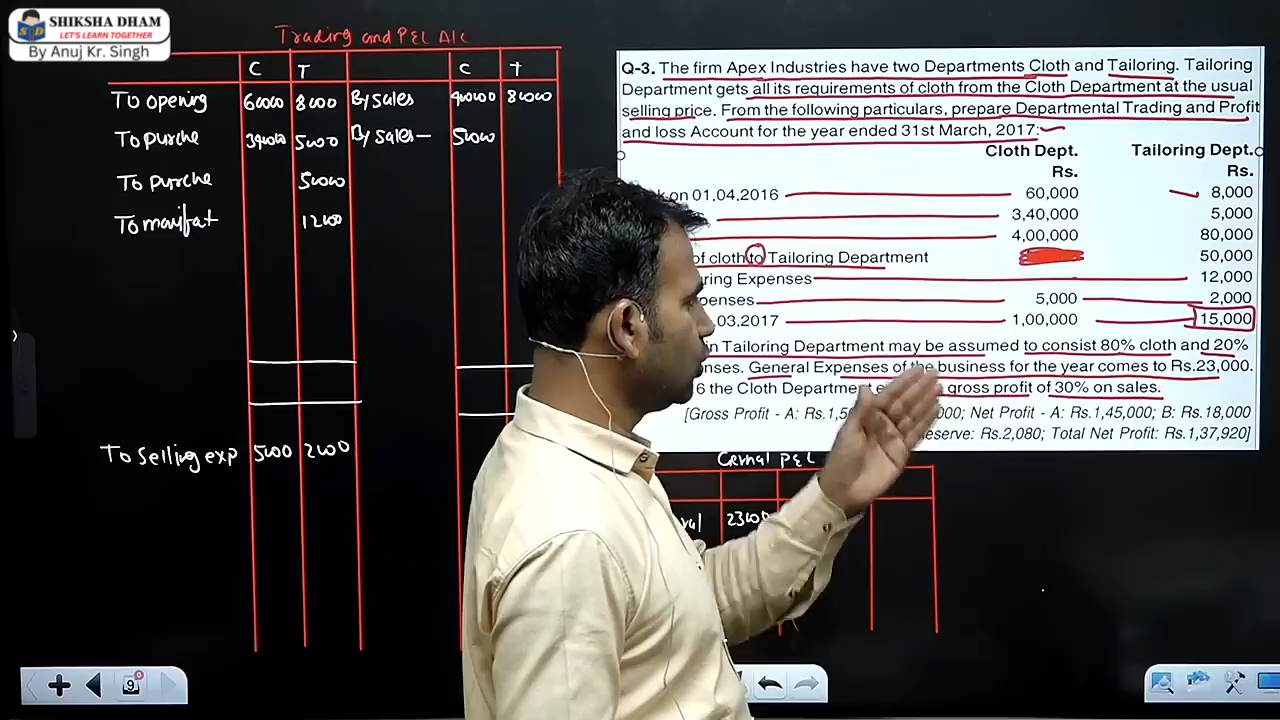 SHIKSHA DHAM
LET'S LEARN TOGETHER
By Anuj Kr. Singh
Trading and P&L A/c
C T C T
To opening 60000 8000 By Sales 400000 80000
To purche 340000 5000 By Sales — 50000
To purche 50000
To manifat 12000
To Selling exp 5000 2000
Q-3. The firm Apex Industries have two Departments Cloth and Tailoring. Tailoring
Department gets all its requirements of cloth from the Cloth Department at the usual
selling price. From the following particulars, prepare Departmental Trading and Profit
and loss Account for the year ended 31st March, 2017:
Cloth Dept. Tailoring Dept.
Rs. Rs.
on 01.04.2016 60,000 8,000
3,40,000 5,000
4,00,000 80,000
of cloth to Tailoring Department 50,000
ring Expenses 12,000
penses 5,000 2,000
.03.2017 1,00,000 15,000
in Tailoring Department may be assumed to consist 80% cloth and 20%
nses. General Expenses of the business for the year comes to Rs.23,000.
6 the Cloth Department gross profit of 30% on sales.
[Gross Profit - A: Rs.1,5 000; Net Profit - A: Rs.1,45,000; B: Rs.18,000
eserve: Rs.2,080; Total Net Profit: Rs.1,37,920]
P&L
23000
9